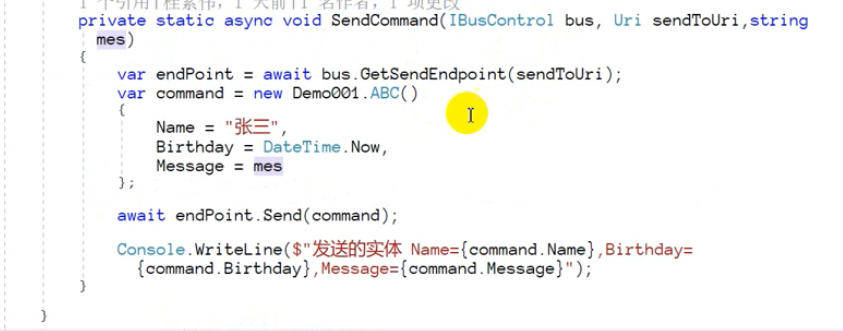 private static async void SendCommand(IBusControl bus, Uri sendToUri,string
mes)
{
var endPoint = await bus.GetSendEndpoint(sendToUri);
var command = new Demo001.ABC()
{
Name = "张三",
Birthday = DateTime.Now,
Message = mes
};
await endPoint.Send(command);
Console.WriteLine($"发送的实体 Name={command.Name},Birthday=
{command.Birthday},Message={command.Message}");
}
}